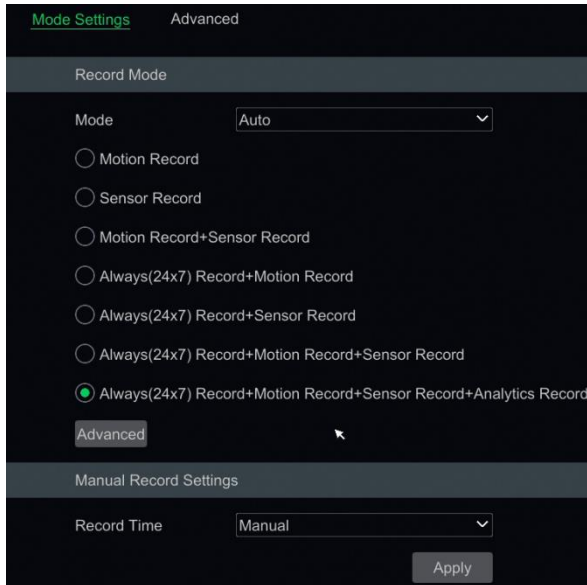 Mode Settings Advanced
Record Mode
Mode Auto
Motion Record
Sensor Record
Motion Record+Sensor Record
Always(24x7) Record+Motion Record
Always(24x7) Record+Sensor Record
Always(24x7) Record+Motion Record+Sensor Record
Always(24x7) Record+Motion Record+Sensor Record+Analytics Record
Advanced
Manual Record Settings
Record Time Manual
Apply